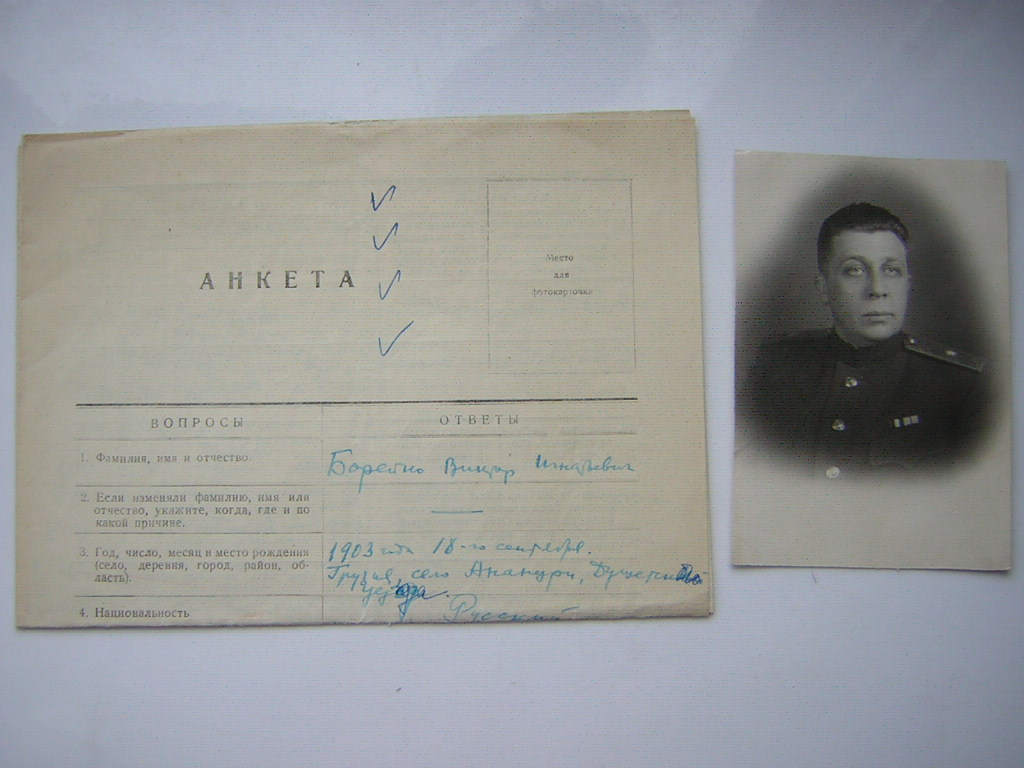 АНКЕТА
Место
для
фотокарточки
ВОПРОСЫ
ОТВЕТЫ
1. Фамилия, имя и отчество
Виктор Игнатьевич
2. Если изменяли фамилию, имя или
отчество, укажите, когда, где и по
какой причине.
—
3. Год, число, месяц и место рождения
(село, деревня, город, район, об-
ласть).
1903 года 18-го сентября.
Грузия, село Ананури, Душетского
уезда.
4. Национальность
Русский